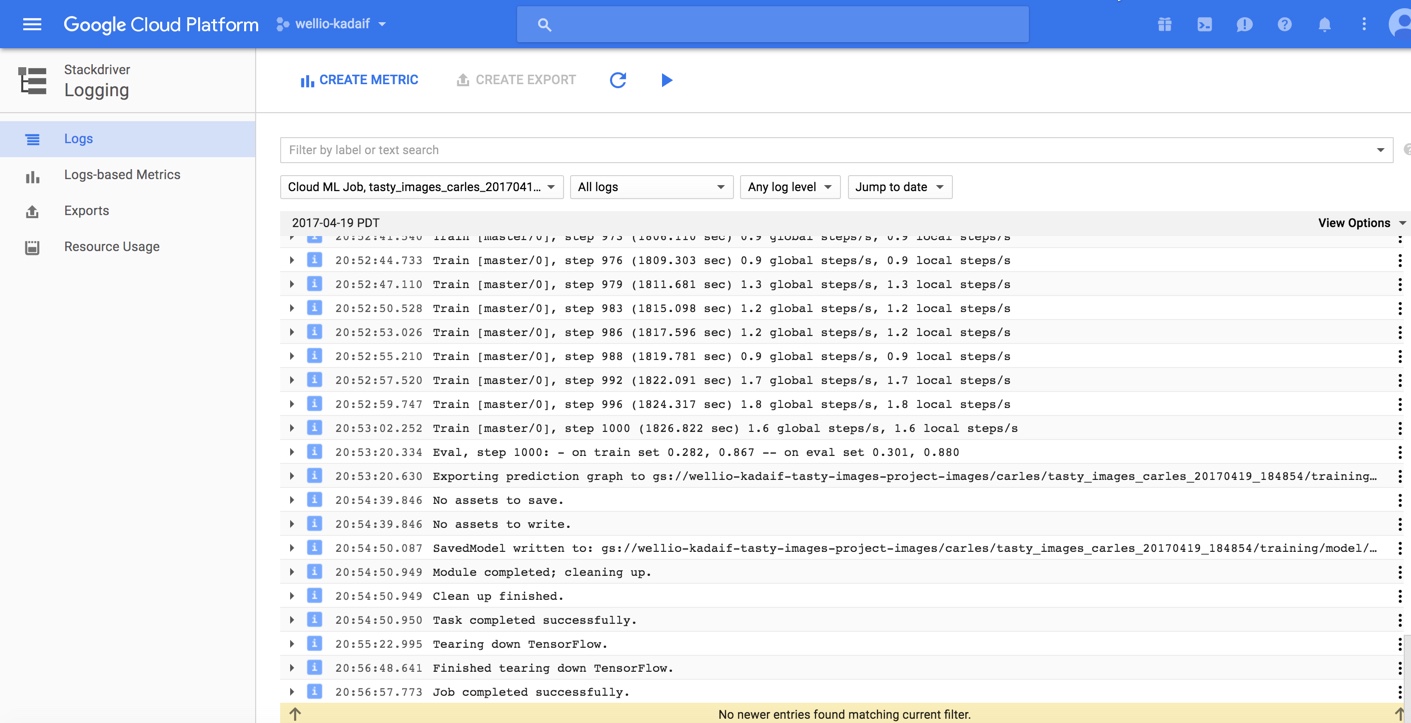 Google Cloud Platform
wellio-kadaif
Stackdriver
Logging
CREATE METRIC
CREATE EXPORT
Logs
Logs-based Metrics
Exports
Resource Usage
Filter by label or text search
Cloud ML Job, tasty_images_carles_2017041...
All logs
Any log level
Jump to date
2017-04-19 PDT
View Options
20:52:41.540 Train [master/0], step 973 (1806.110 sec) 0.9 global steps/s, 0.9 local steps/s
20:52:44.733 Train [master/0], step 976 (1809.303 sec) 0.9 global steps/s, 0.9 local steps/s
20:52:47.110 Train [master/0], step 979 (1811.681 sec) 1.3 global steps/s, 1.3 local steps/s
20:52:50.528 Train [master/0], step 983 (1815.098 sec) 1.2 global steps/s, 1.2 local steps/s
20:52:53.026 Train [master/0], step 986 (1817.596 sec) 1.2 global steps/s, 1.2 local steps/s
20:52:55.210 Train [master/0], step 988 (1819.781 sec) 0.9 global steps/s, 0.9 local steps/s
20:52:57.520 Train [master/0], step 992 (1822.091 sec) 1.7 global steps/s, 1.7 local steps/s
20:52:59.747 Train [master/0], step 996 (1824.317 sec) 1.8 global steps/s, 1.8 local steps/s
20:53:02.252 Train [master/0], step 1000 (1826.822 sec) 1.6 global steps/s, 1.6 local steps/s
20:53:20.334 Eval, step 1000: - on train set 0.282, 0.867 -- on eval set 0.301, 0.880
20:53:20.630 Exporting prediction graph to gs://wellio-kadaif-tasty-images-project-images/carles/tasty_images_carles_20170419_184854/training...
20:54:39.846 No assets to save.
20:54:39.846 No assets to write.
20:54:50.087 SavedModel written to: gs://wellio-kadaif-tasty-images-project-images/carles/tasty_images_carles_20170419_184854/training/model/...
20:54:50.949 Module completed; cleaning up.
20:54:50.949 Clean up finished.
20:54:50.950 Task completed successfully.
20:55:22.995 Tearing down TensorFlow.
20:56:48.641 Finished tearing down TensorFlow.
20:56:57.773 Job completed successfully.
No newer entries found matching current filter.